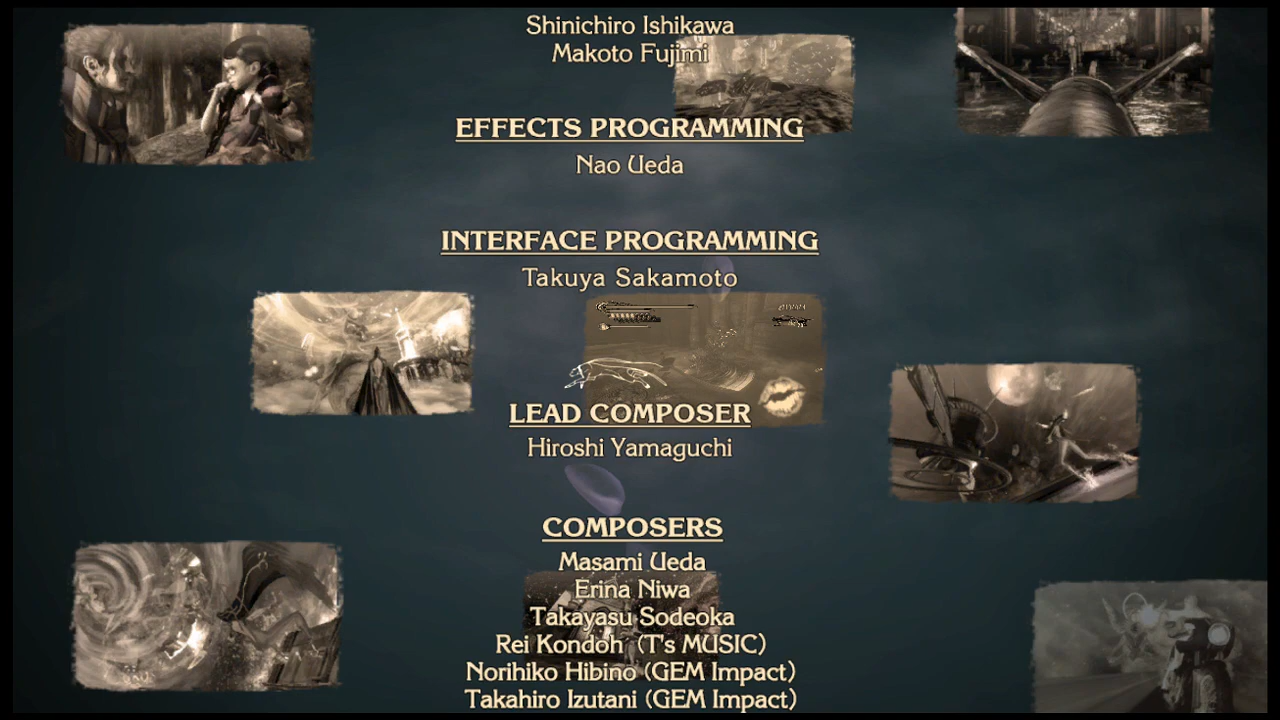 Shinichiro Ishikawa
Makoto Fujimi
EFFECTS PROGRAMMING
Nao Ueda
INTERFACE PROGRAMMING
Takuya Sakamoto
LEAD COMPOSER
Hiroshi Yamaguchi
COMPOSERS
Masami Ueda
Erina Niwa
Takayasu Sodeoka
Rei Kondoh (T's MUSIC)
Norihiko Hibino (GEM Impact)
Takahiro Izutani (GEM Impact)